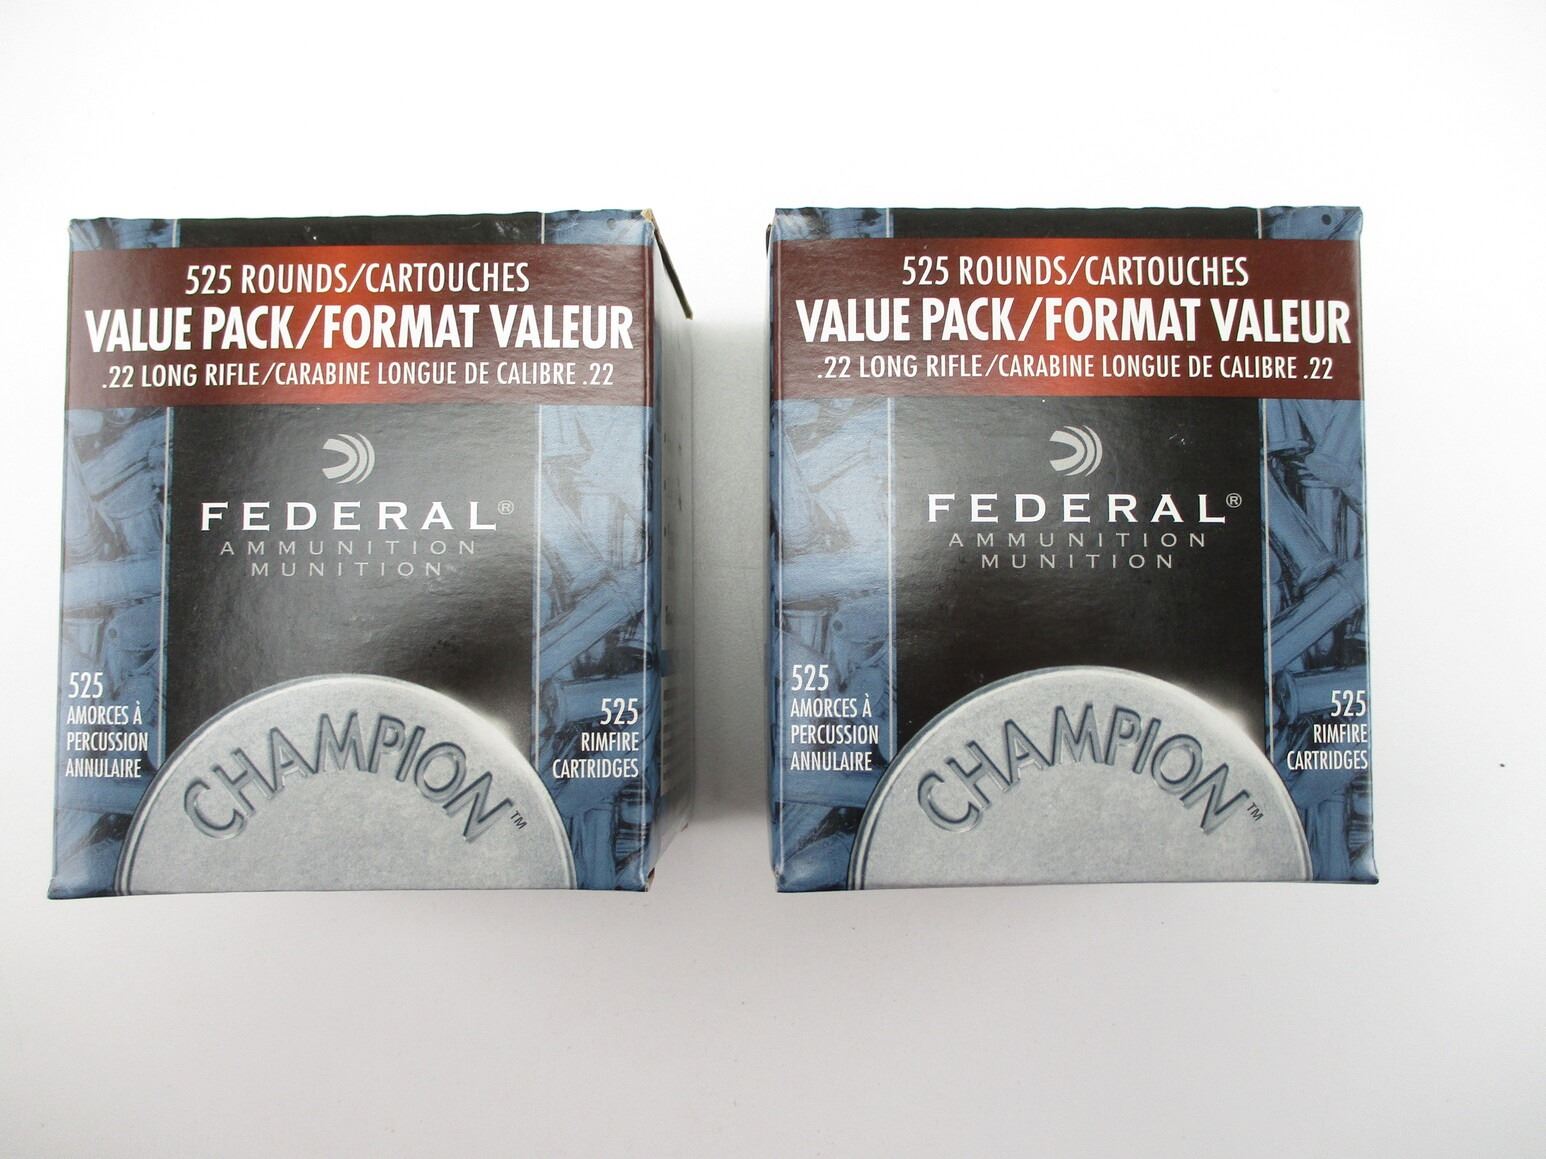 525 ROUNDS/CARTOUCHES
VALUE PACK/FORMAT VALEUR
.22 LONG RIFLE/CARABINE LONGUE DE CALIBRE .22
FEDERAL®
AMMUNITION
MUNITION
525
AMORCES À
PERCUSSION
ANNULAIRE
525
RIMFIRE
CARTRIDGES
CHAMPION™
525 ROUNDS/CARTOUCHES
VALUE PACK/FORMAT VALEUR
.22 LONG RIFLE/CARABINE LONGUE DE CALIBRE .22
FEDERAL®
AMMUNITION
MUNITION
525
AMORCES À
PERCUSSION
ANNULAIRE
525
RIMFIRE
CARTRIDGES
CHAMPION™